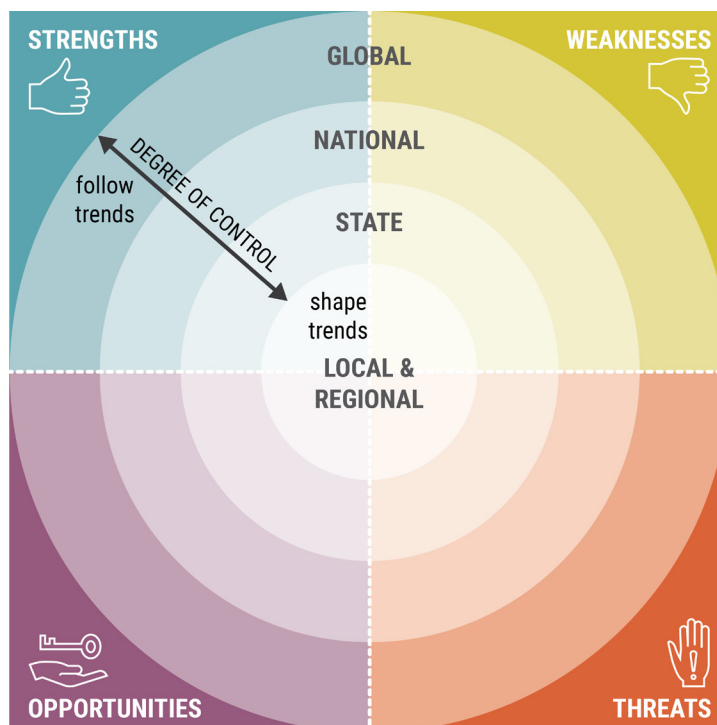 STRENGTHS
WEAKNESSES
GLOBAL
NATIONAL
DEGREE OF CONTROL
follow
trends
STATE
shape
trends
LOCAL &
REGIONAL
OPPORTUNITIES
THREATS